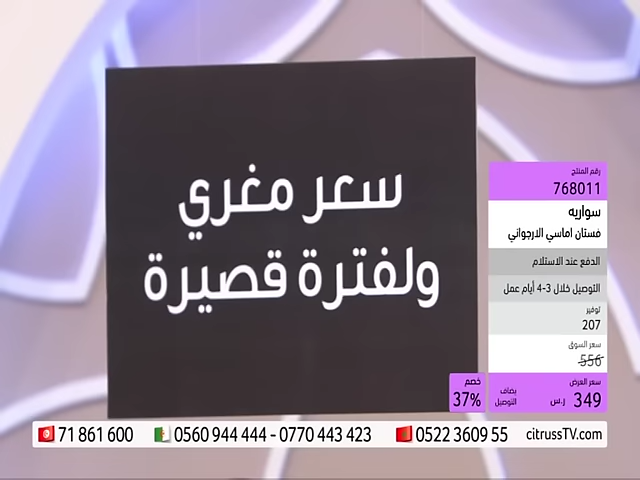 سعر مغري
ولفترة قصيرة
رقم المنتج
768011
سواريه
فستان اماسي الارجواني
الدفع عند الاستلام
التوصيل خلال 3-4 أيام عمل
توفير
207
سعر السوق
556
سعر العرض
349 ر.س
يضاف التوصيل
خصم
37%
71 861 600
0560 944 444 - 0770 443 423
0522 3609 55
citrussTV.com